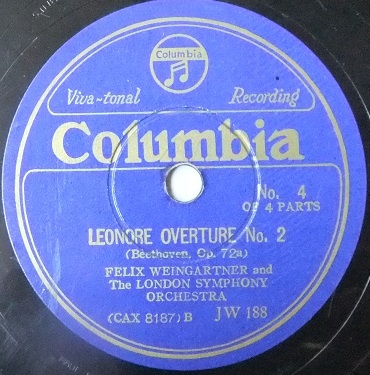 Columbia
Viva-tonal Recording
Columbia
No. 4
OF 4 PARTS
LEONORE OVERTURE No. 2
(Beethoven, Op. 72a)
FELIX WEINGARTNER and
The LONDON SYMPHONY
ORCHESTRA
(CAX 8187) B JW 188